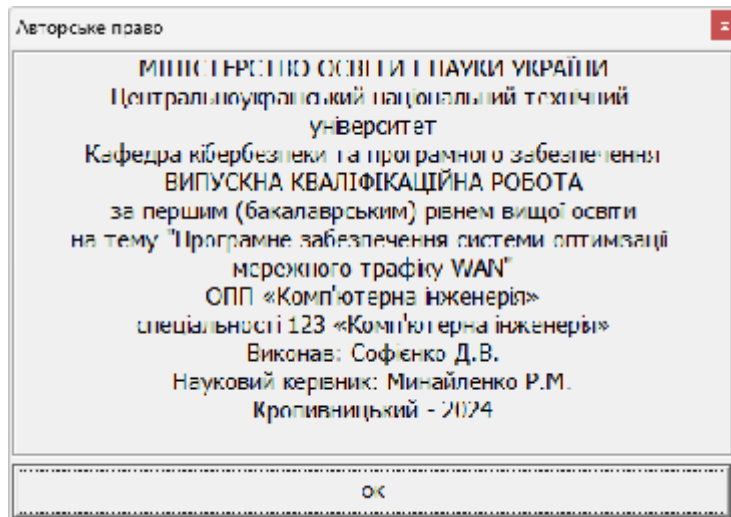 Авторське право
МІНІСТЕРСТВО ОСВІТИ І НАУКИ УКРАЇНИ
Центральноукраїнський національний технічний
університет
Кафедра кібербезпеки та програмного забезпечення
ВИПУСКНА КВАЛІФІКАЦІЙНА РОБОТА
за першим (бакалаврським) рівнем вищої освіти
на тему "Програмне забезпечення системи оптимізації
мережного трафіку WAN"
ОПП «Комп'ютерна інженерія»
спеціальності 123 «Комп'ютерна інженерія»
Виконав: Софієнко Д.В.
Науковий керівник: Минайленко Р.М.
Кропивницький - 2024
ОК